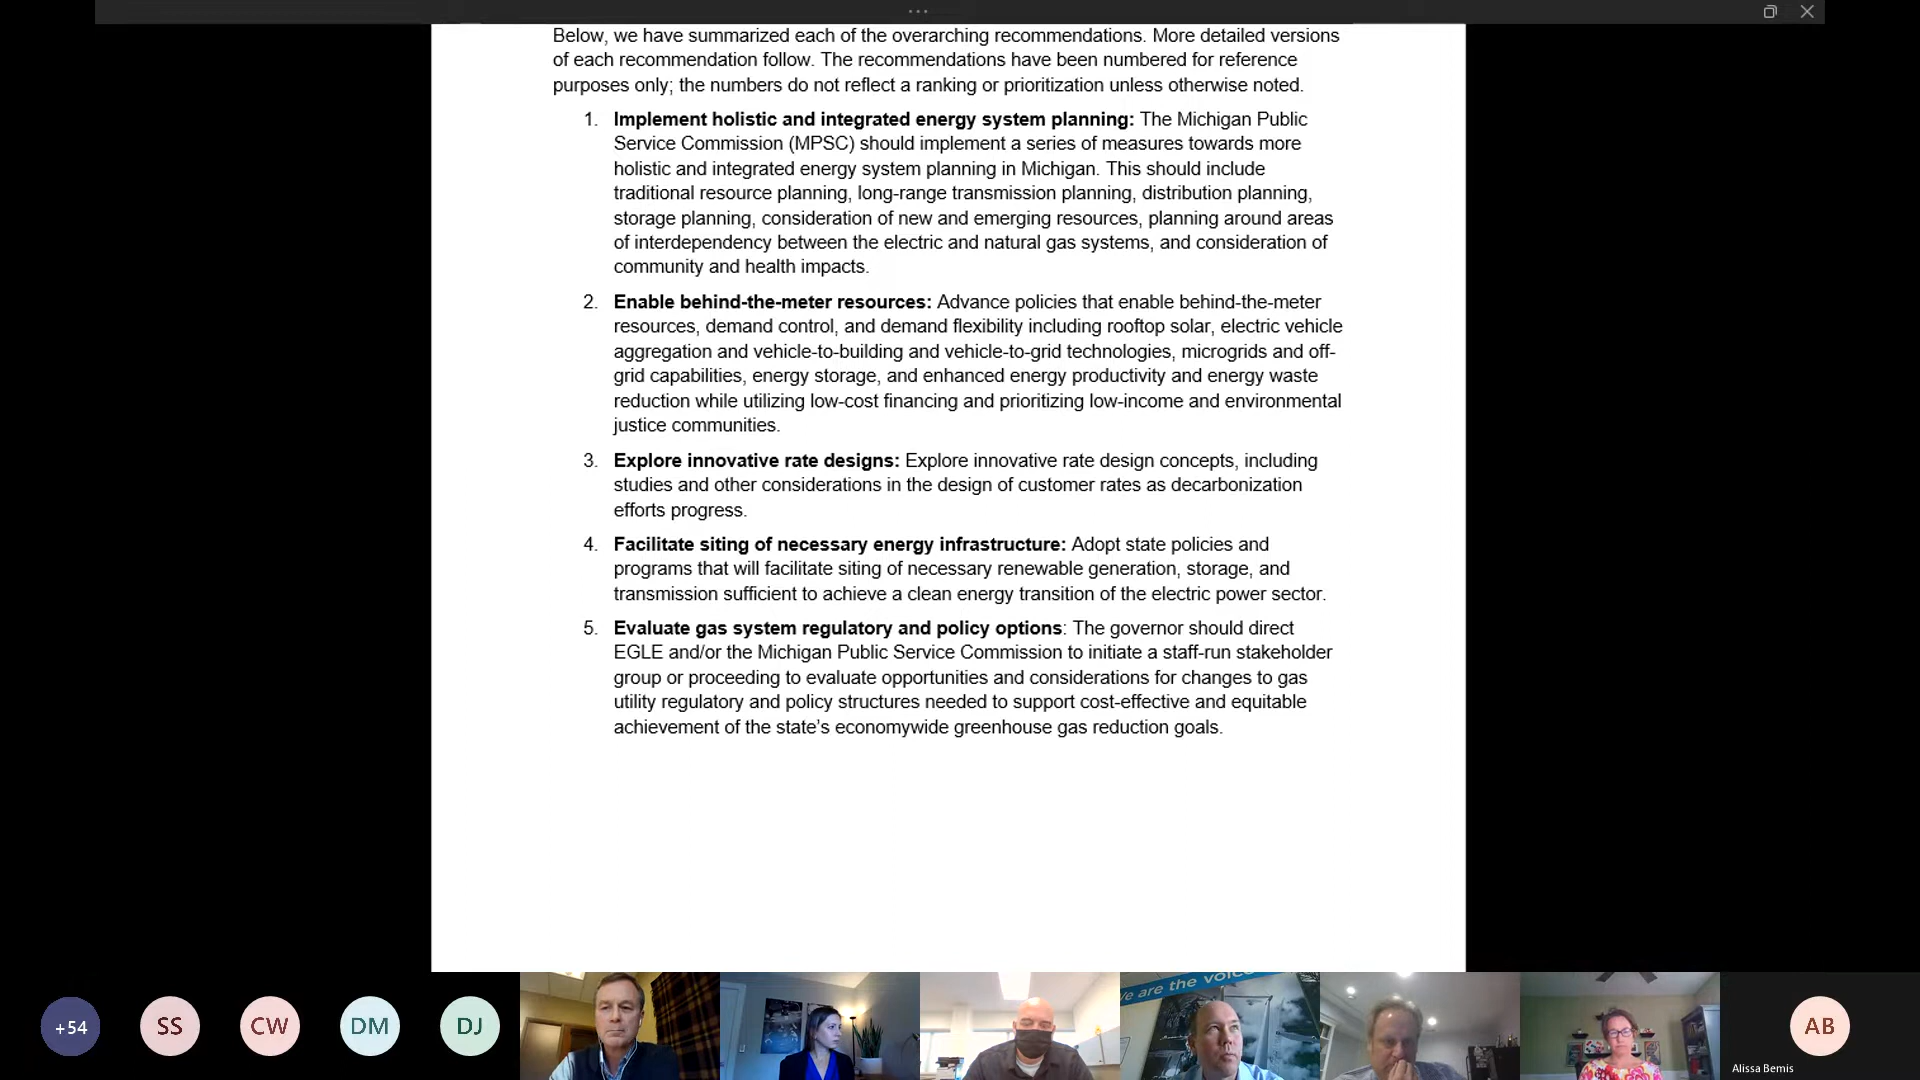 Below, we have summarized each of the overarching recommendations. More detailed versions
of each recommendation follow. The recommendations have been numbered for reference
purposes only; the numbers do not reflect a ranking or prioritization unless otherwise noted.
1. Implement holistic and integrated energy system planning: The Michigan Public
Service Commission (MPSC) should implement a series of measures towards more
holistic and integrated energy system planning in Michigan. This should include
traditional resource planning, long-range transmission planning, distribution planning,
storage planning, consideration of new and emerging resources, planning around areas
of interdependency between the electric and natural gas systems, and consideration of
community and health impacts.
2. Enable behind-the-meter resources: Advance policies that enable behind-the-meter
resources, demand control, and demand flexibility including rooftop solar, electric vehicle
aggregation and vehicle-to-building and vehicle-to-grid technologies, microgrids and off-
grid capabilities, energy storage, and enhanced energy productivity and energy waste
reduction while utilizing low-cost financing and prioritizing low-income and environmental
justice communities.
3. Explore innovative rate designs: Explore innovative rate design concepts, including
studies and other considerations in the design of customer rates as decarbonization
efforts progress.
4. Facilitate siting of necessary energy infrastructure: Adopt state policies and
programs that will facilitate siting of necessary renewable generation, storage, and
transmission sufficient to achieve a clean energy transition of the electric power sector.
5. Evaluate gas system regulatory and policy options: The governor should direct
EGLE and/or the Michigan Public Service Commission to initiate a staff-run stakeholder
group or proceeding to evaluate opportunities and considerations for changes to gas
utility regulatory and policy structures needed to support cost-effective and equitable
achievement of the state's economywide greenhouse gas reduction goals.
+54
SS
CW
DM
DJ
e are the
AB
Alissa Bemis